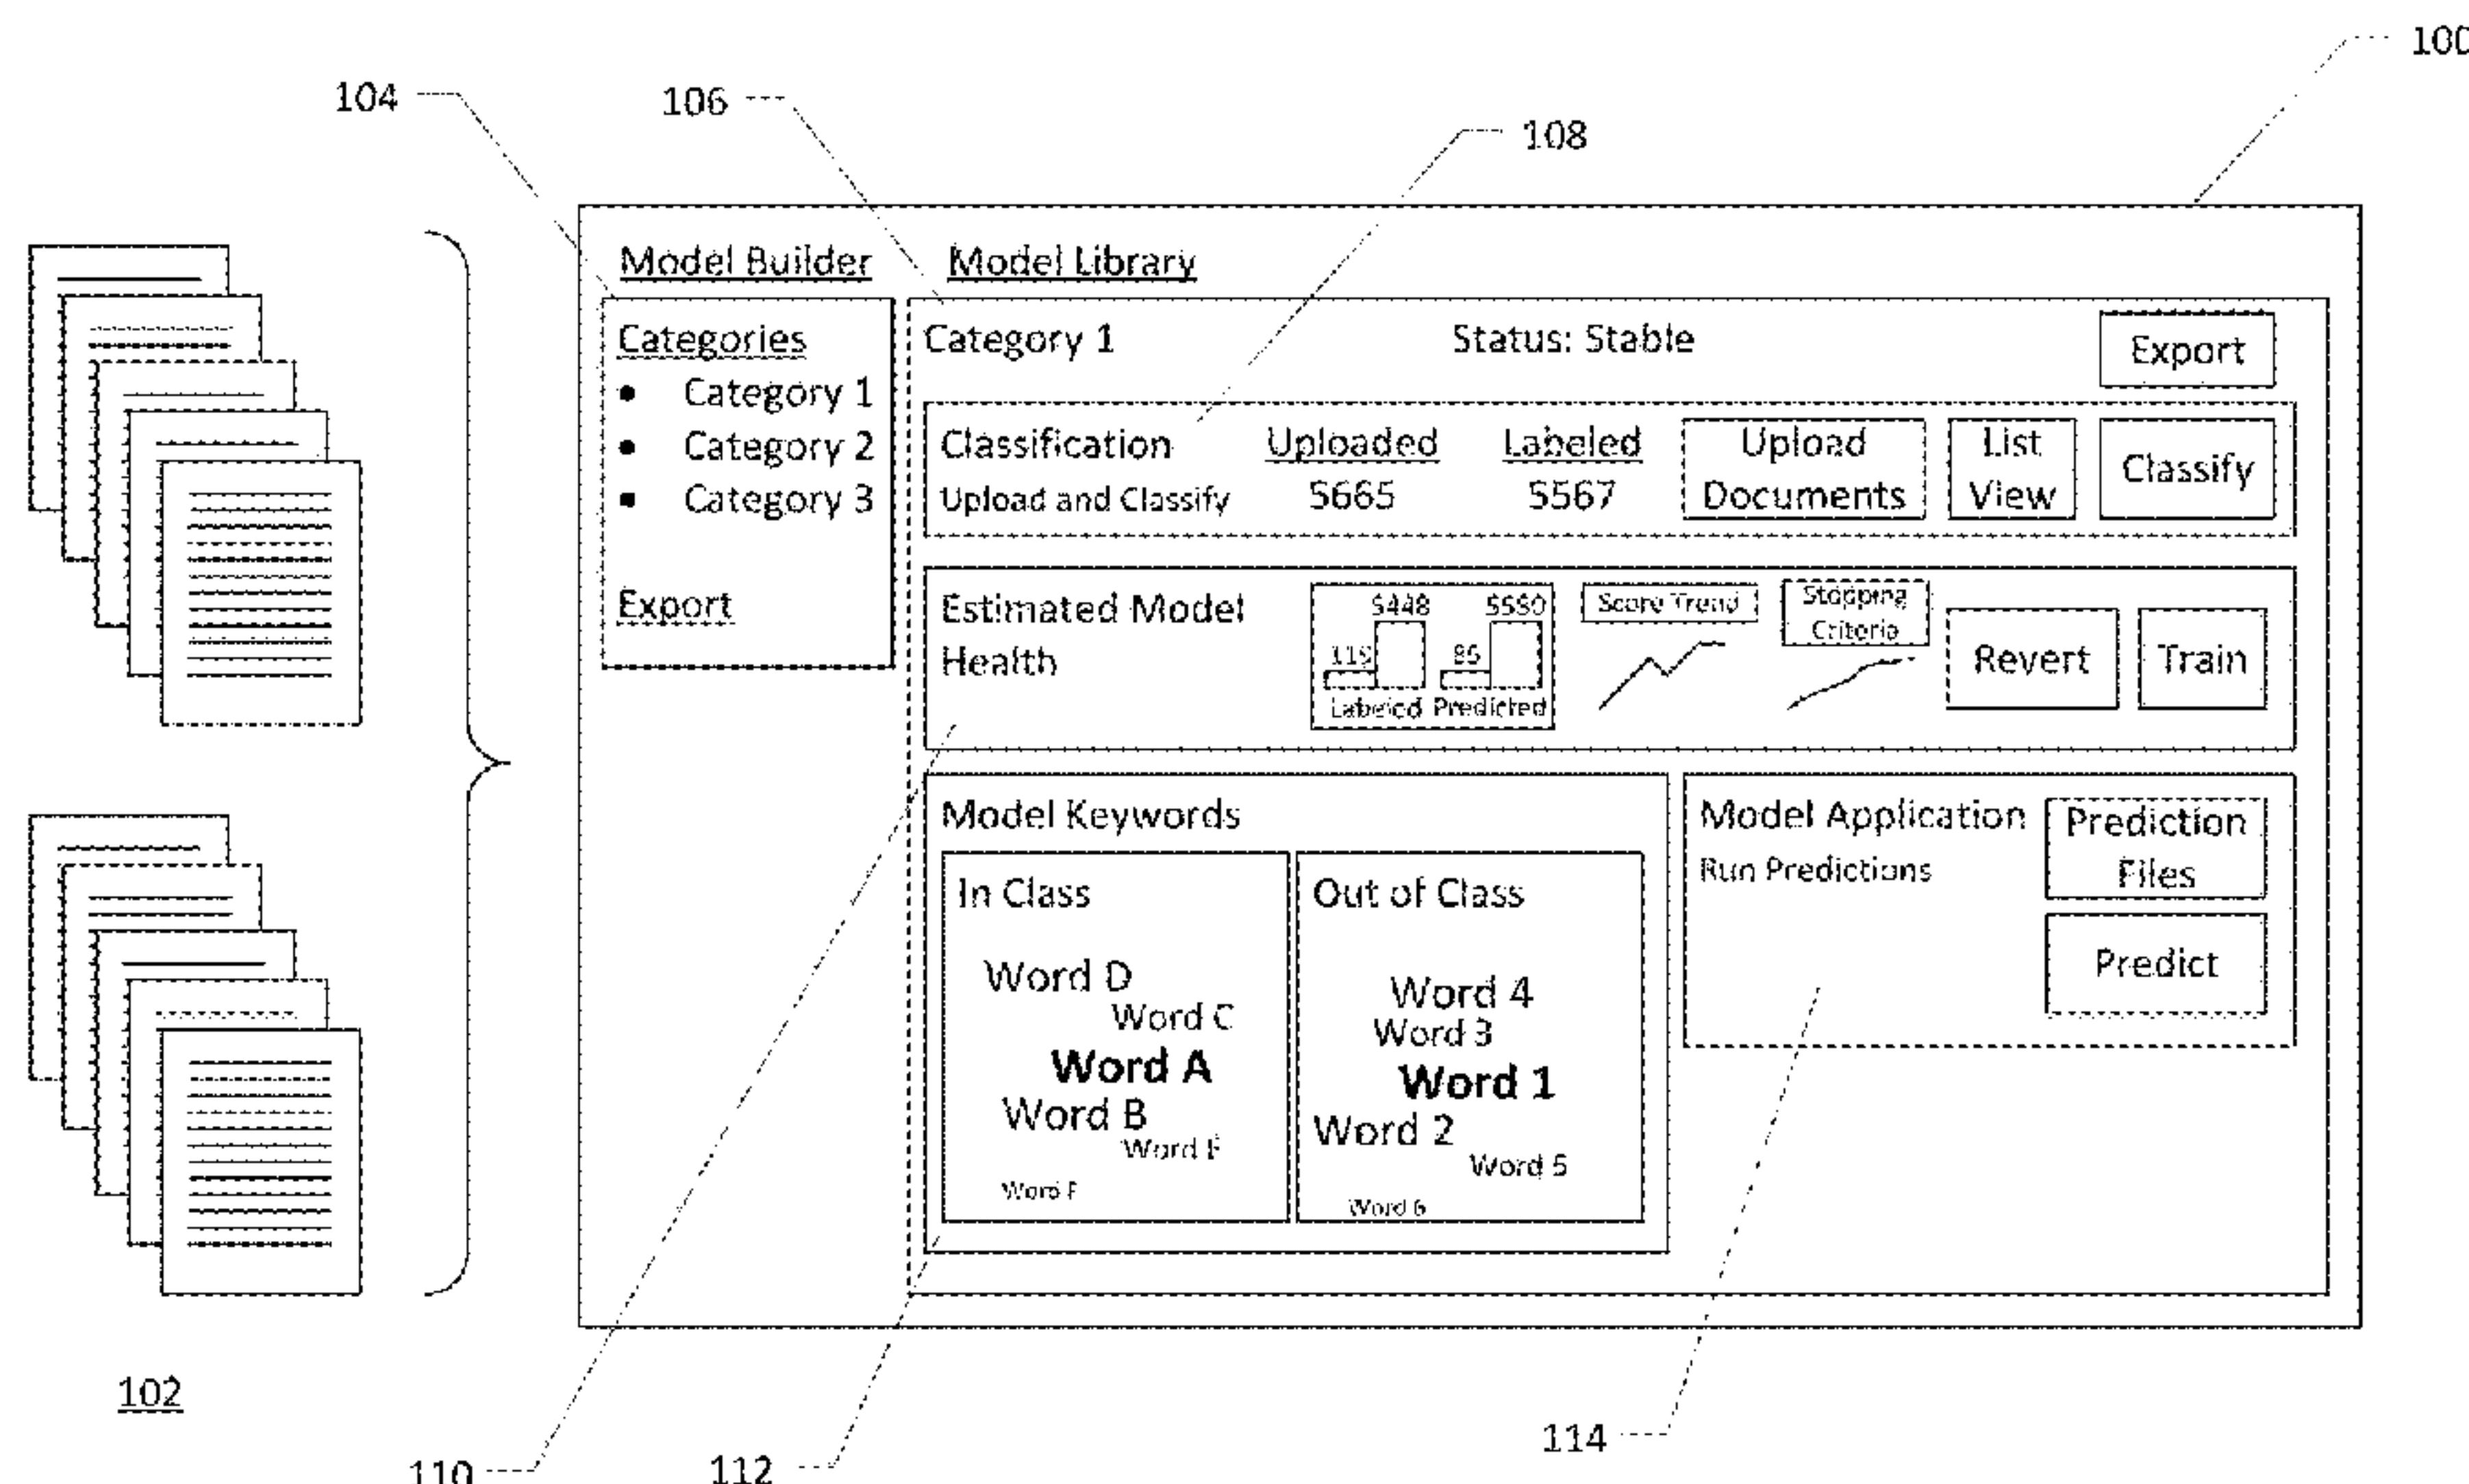 100
104
106
108
Model Builder
Model Library
Categories
• Category 1
• Category 2
• Category 3
Export
Category 1
Status: Stable
Export
Classification
Upload and Classify
Uploaded
5665
Labeled
5567
Upload
Documents
List
View
Classify
Estimated Model
Health
5448
119
Labeled
86
Predicted
Score Trend
Stopping
Criteria
Revert
Train
Model Keywords
In Class
Word D
Word C
Word A
Word B
Word F
Out of Class
Word 4
Word 3
Word 1
Word 2
Word 5
Word 6
Model Application
Run Predictions
Prediction
Files
Predict
102
110
112
114